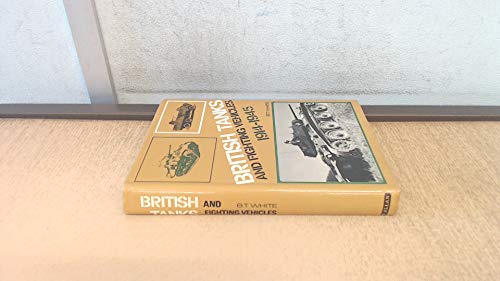 BRITISH TANKS
AND FIGHTING VEHICLES
1914-1945
BRITISH
TANKS
AND
FIGHTING VEHICLES
B.T. WHITE